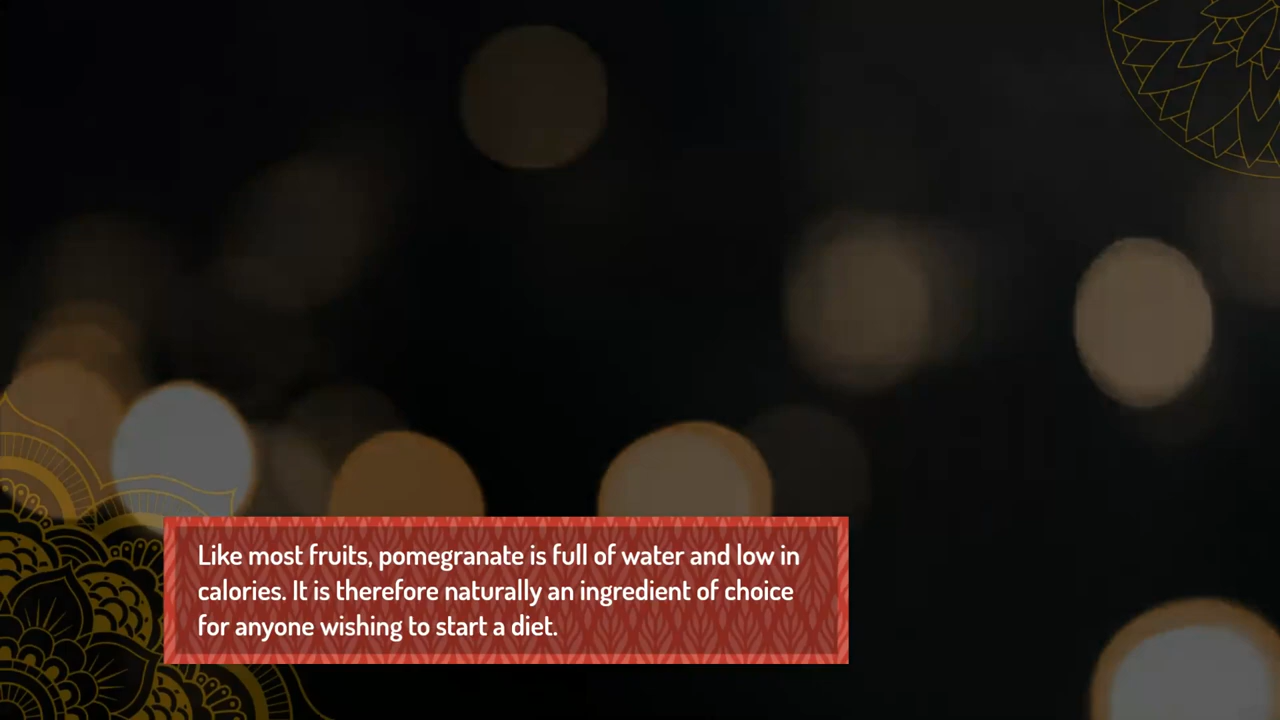 Like most fruits, pomegranate is full of water and low in
calories. It is therefore naturally an ingredient of choice
for anyone wishing to start a diet.